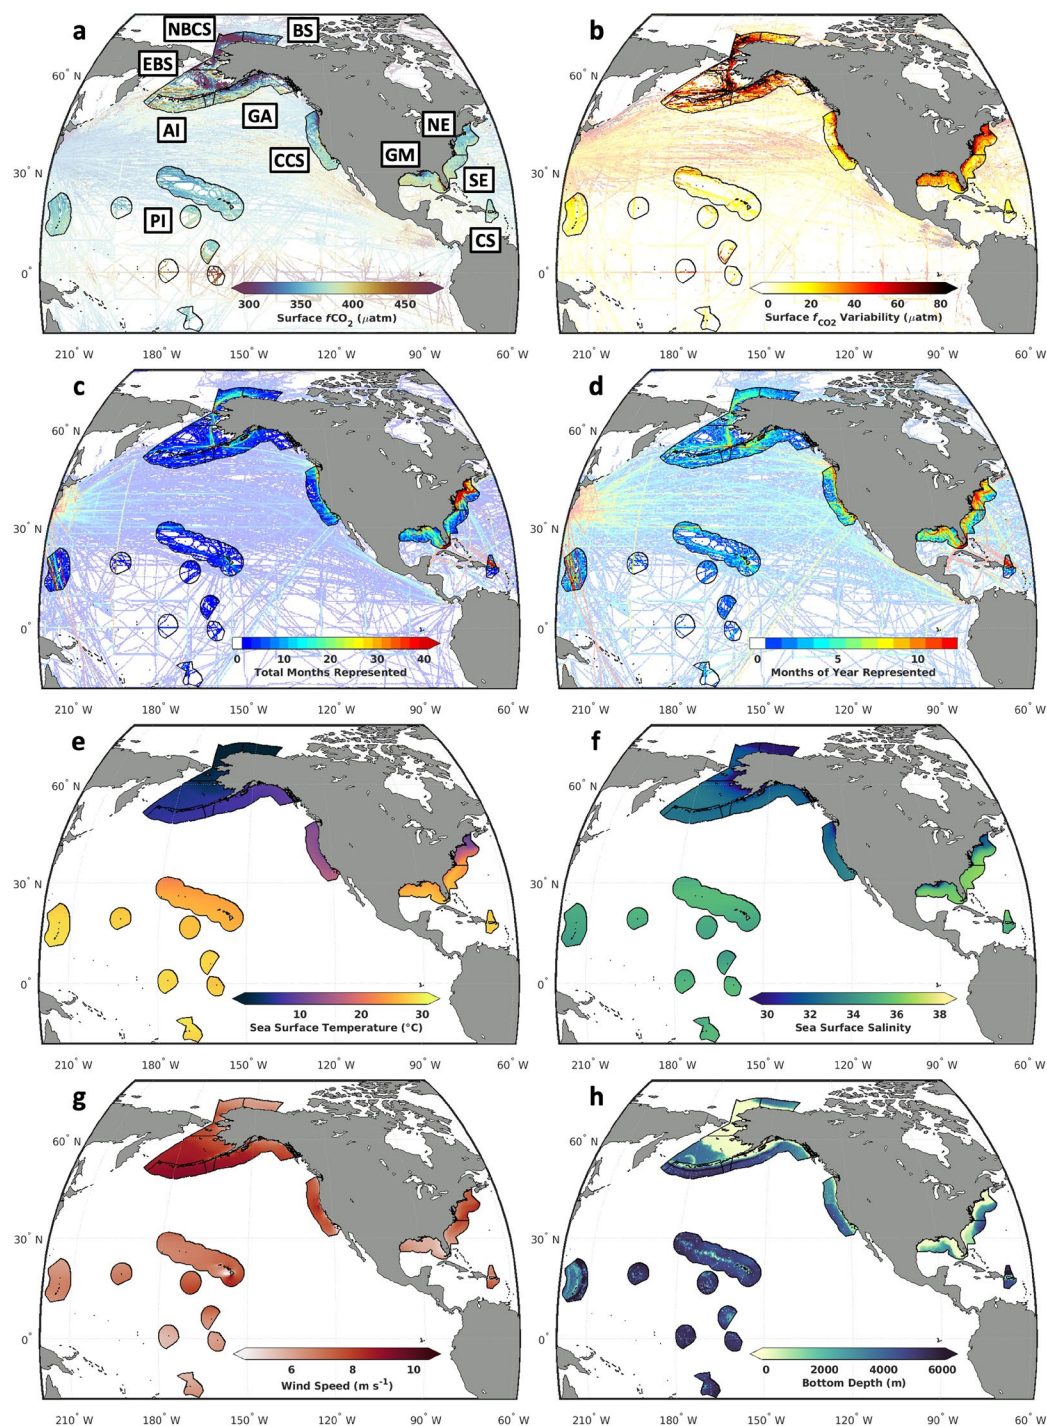 a
NBCS
BS
EBS
AI
GA
CCS
GM
NE
SE
CS
PI
60° N
30° N
0°
300 350 400 450
Surface fCO2 (μatm)
210° W 180° W 150° W 120° W 90° W 60° W
b
60° N
30° N
0°
0 20 40 60 80
Surface fCO2 Variability (μatm)
210° W 180° W 150° W 120° W 90° W 60° W
c
60° N
30° N
0°
0 10 20 30 40
Total Months Represented
210° W 180° W 150° W 120° W 90° W 60° W
d
60° N
30° N
0°
0 5 10
Months of Year Represented
210° W 180° W 150° W 120° W 90° W 60° W
e
60° N
30° N
0°
10 20 30
Sea Surface Temperature (°C)
210° W 180° W 150° W 120° W 90° W 60° W
f
60° N
30° N
0°
30 32 34 36 38
Sea Surface Salinity
210° W 180° W 150° W 120° W 90° W 60° W
g
60° N
30° N
0°
6 8 10
Wind Speed (m s-1)
210° W 180° W 150° W 120° W 90° W 60° W
h
60° N
30° N
0°
0 2000 4000 6000
Bottom Depth (m)
210° W 180° W 150° W 120° W 90° W 60° W